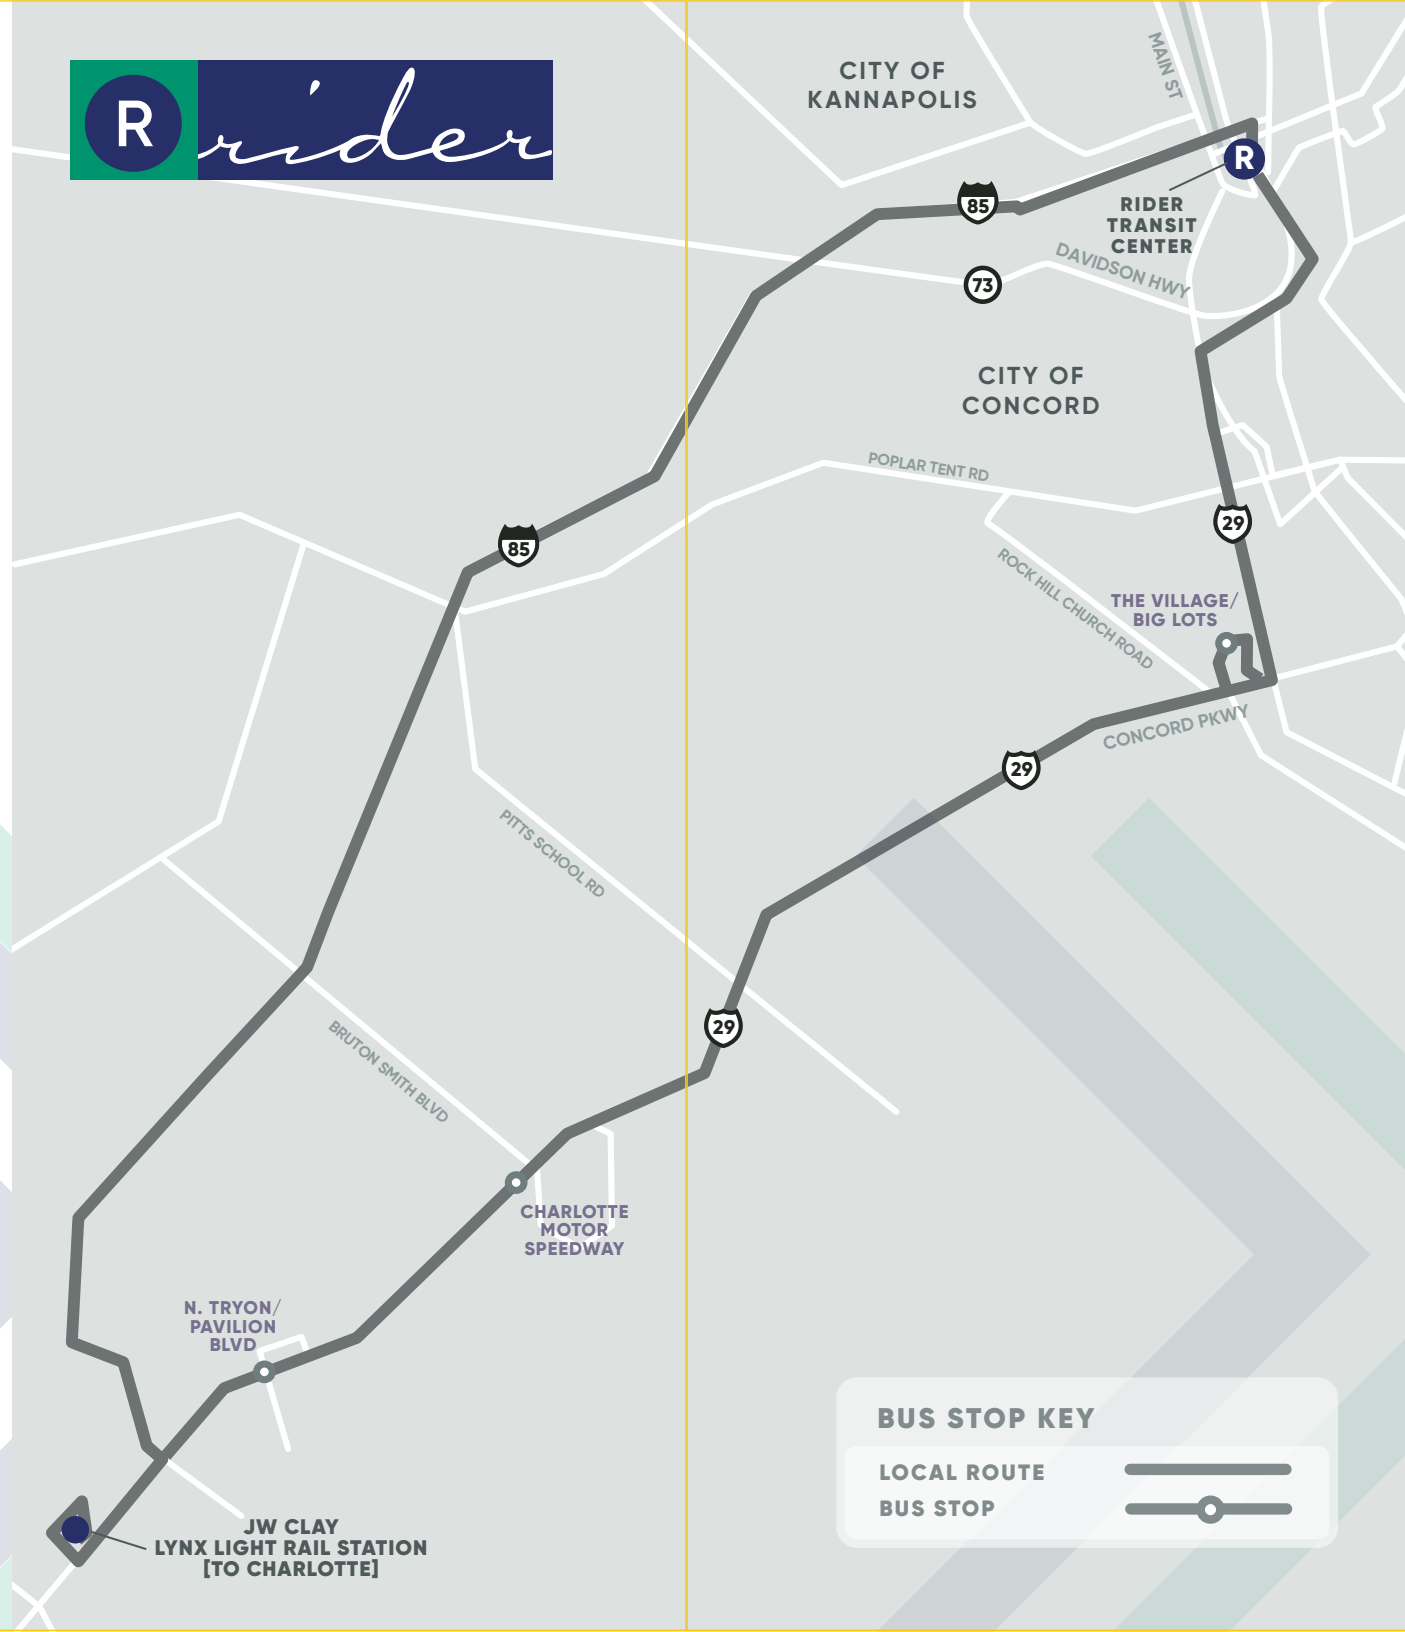 R rider
CITY OF
KANNAPOLIS
MAIN ST
R
85
RIDER
TRANSIT
CENTER
DAVIDSON HWY
73
CITY OF
CONCORD
POPLAR TENT RD
29
85
ROCK HILL CHURCH ROAD
THE VILLAGE/
BIG LOTS
CONCORD PKWY
29
PITTS SCHOOL RD
29
BRUTON SMITH BLVD
CHARLOTTE
MOTOR
SPEEDWAY
N. TRYON/
PAVILION
BLVD
BUS STOP KEY
LOCAL ROUTE
BUS STOP
JW CLAY
LYNX LIGHT RAIL STATION
[TO CHARLOTTE]